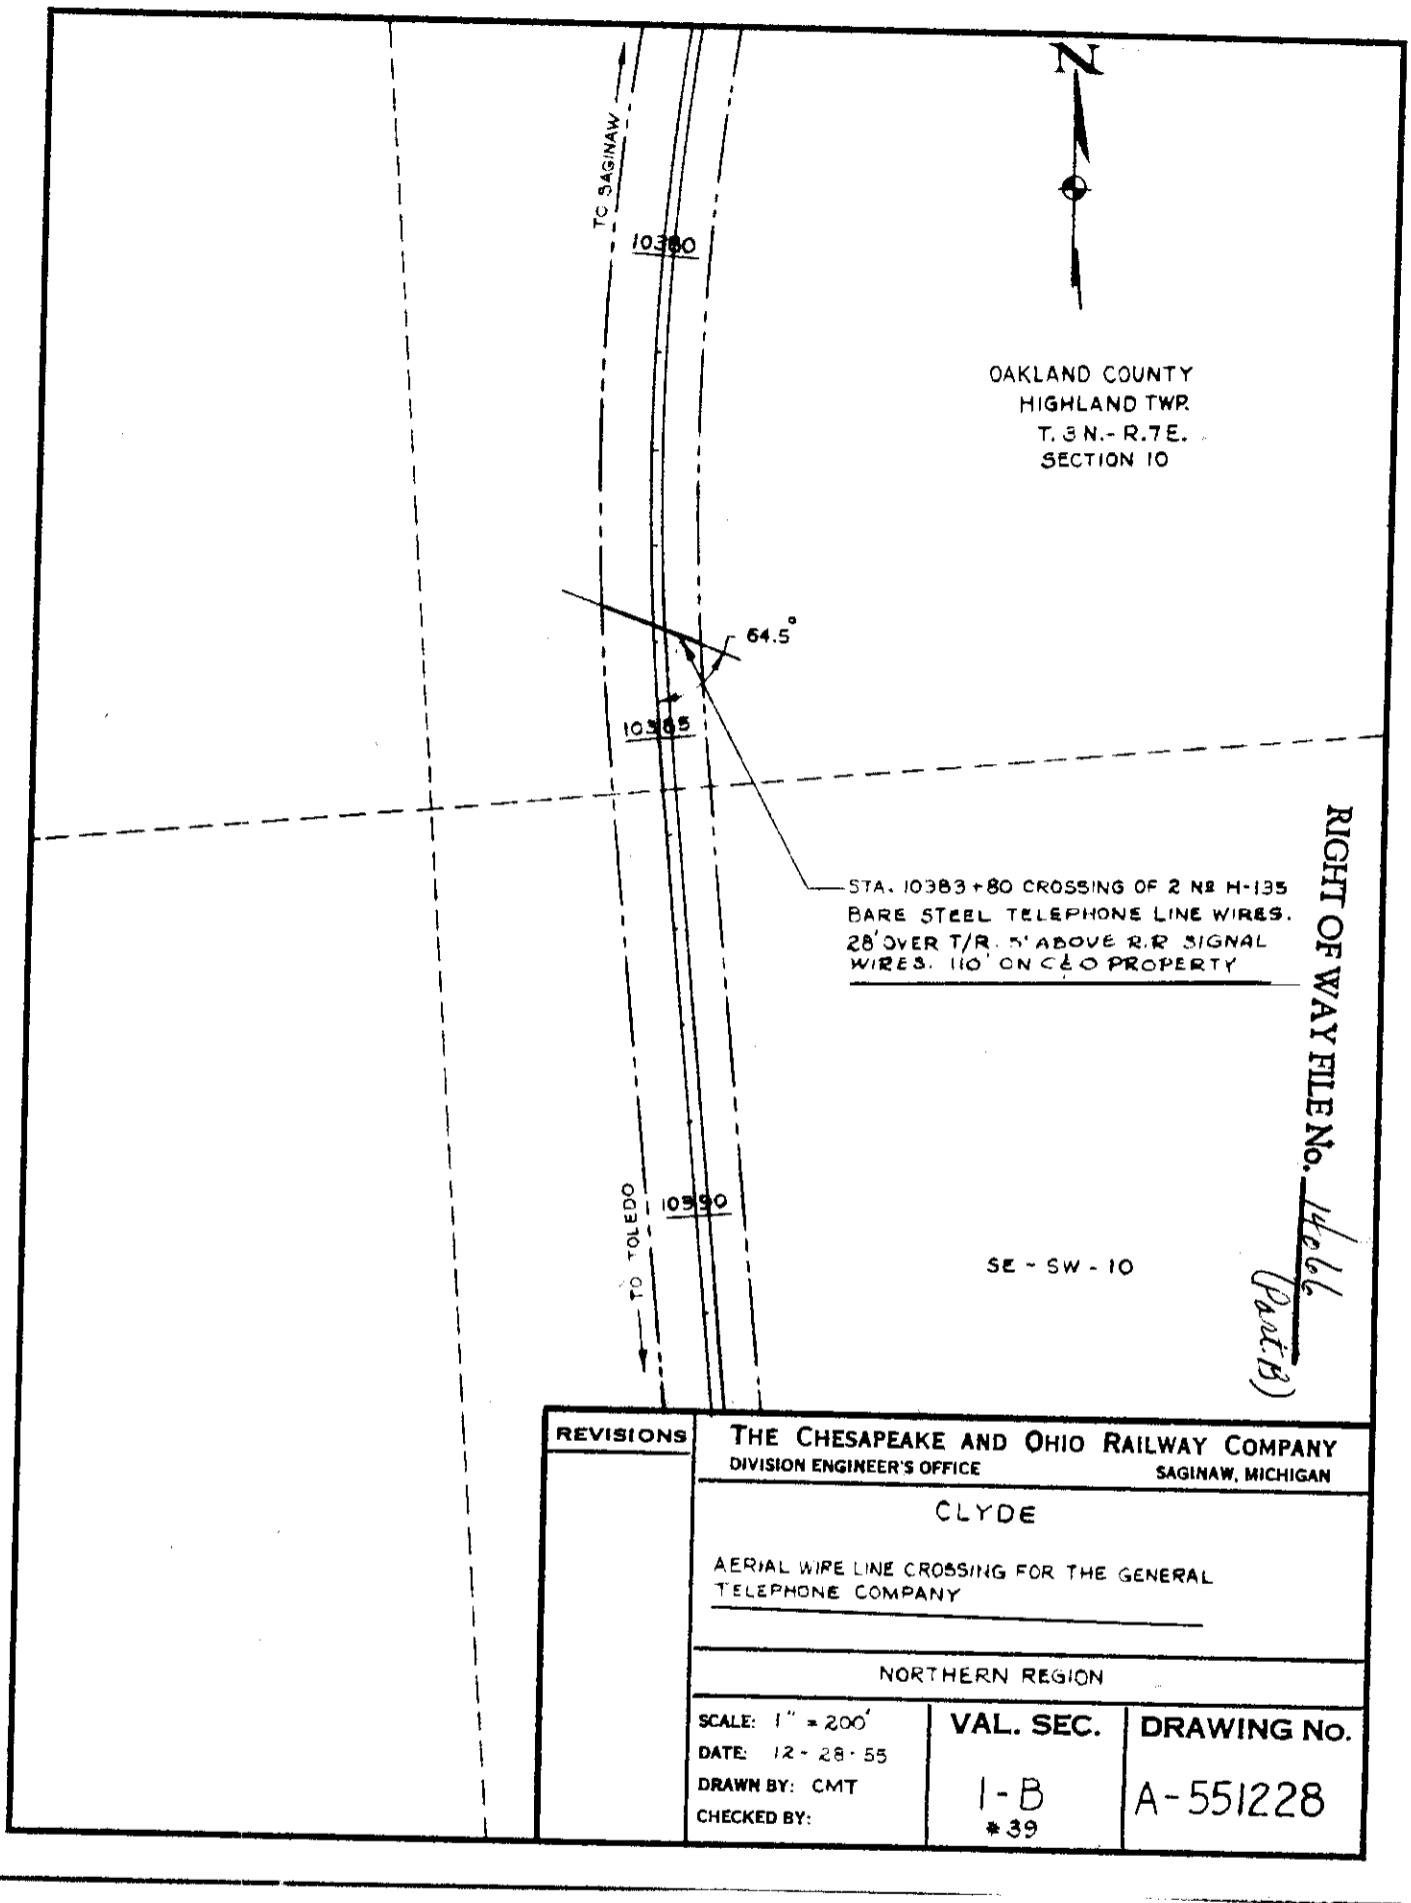 N
TO SAGINAW
10380
OAKLAND COUNTY
HIGHLAND TWP.
T. 3 N.- R.7 E.
SECTION 10
64.5°
10385
STA. 10383+80 CROSSING OF 2 Nº H-135
BARE STEEL TELEPHONE LINE WIRES.
28' OVER T/R. 5' ABOVE R.R SIGNAL
WIRES. 110' ON C&O PROPERTY
RIGHT OF WAY FILE No. 14066
(Part B)
10390
TO TOLEDO
SE - SW - 10
REVISIONS
THE CHESAPEAKE AND OHIO RAILWAY COMPANY
DIVISION ENGINEER'S OFFICE SAGINAW, MICHIGAN
CLYDE
AERIAL WIRE LINE CROSSING FOR THE GENERAL
TELEPHONE COMPANY
NORTHERN REGION
SCALE: 1" = 200'
DATE: 12 - 28 - 55
DRAWN BY: CMT
CHECKED BY:
VAL. SEC.
1-B
#39
DRAWING No.
A-551228